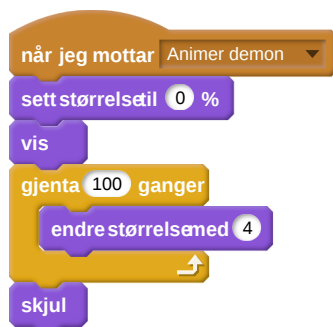 når jeg mottar Animer demon
sett størrelse til 0 %
vis
gjenta 100 ganger
endre størrelse med 4
skjul